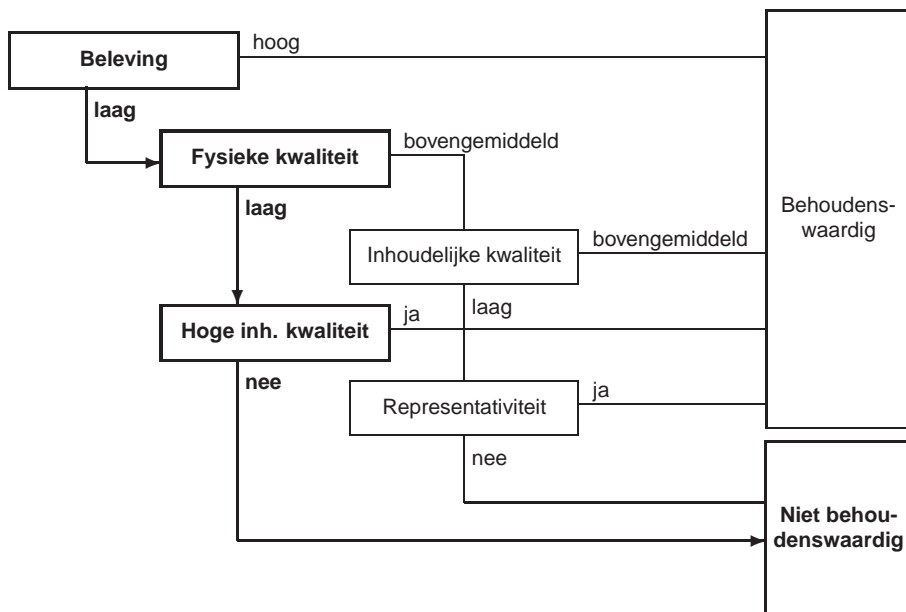 hoog
Beleving
laag
bovengemiddeld
Fysieke kwaliteit
laag
Behoudens-
waardig
bovengemiddeld
Inhoudelijke kwaliteit
laag
ja
Hoge inh. kwaliteit
nee
ja
Representativiteit
nee
Niet behou-
denswaardig